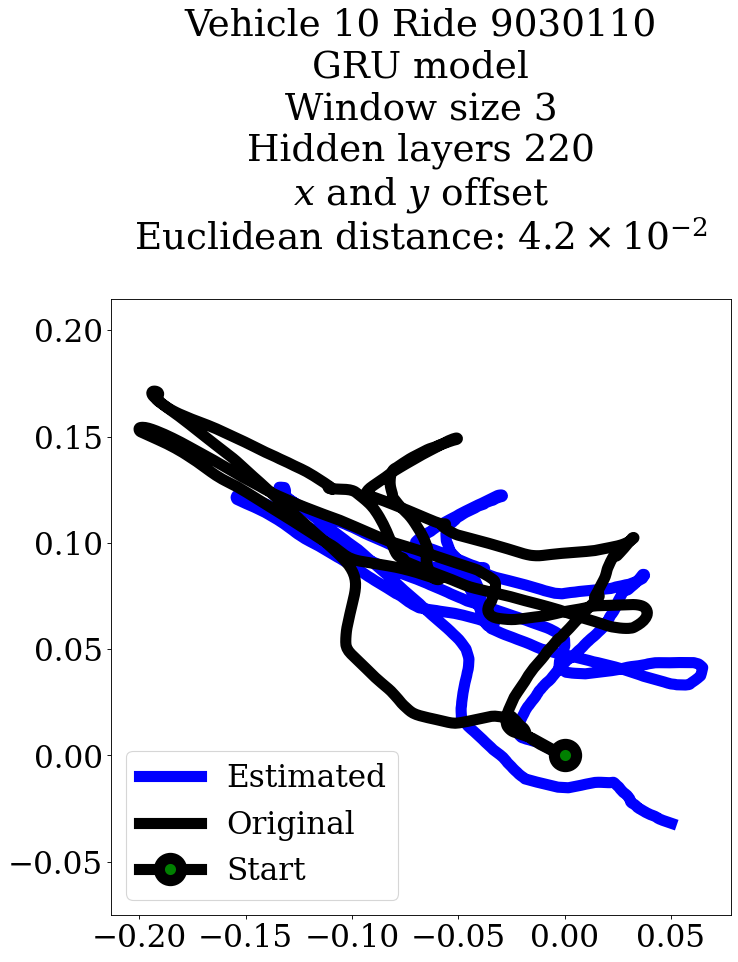 Vehicle 10 Ride 9030110
GRU model
Window size 3
Hidden layers 220
x and y offset
Euclidean distance: 4.2 × 10⁻²
0.20
0.15
0.10
0.05
0.00
−0.05
Estimated
Original
Start
−0.20 −0.15 −0.10 −0.05 0.00 0.05